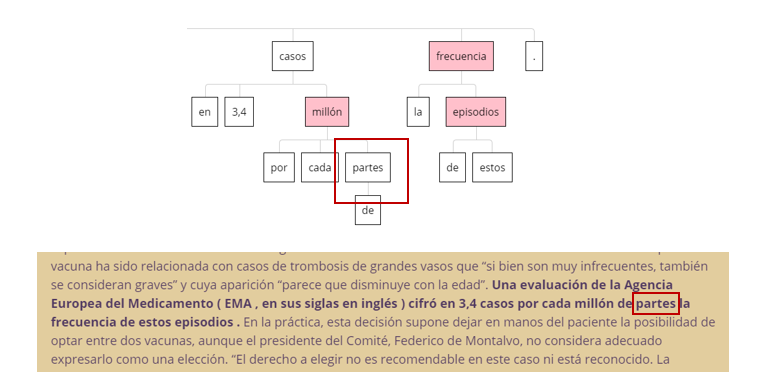 casos
frecuencia
.
en
3,4
millón
la
episodios
por
cada
partes
de
estos
de
vacuna ha sido relacionada con casos de trombosis de grandes vasos que “si bien son muy infrecuentes, también
se consideran graves” y cuya aparición “parece que disminuye con la edad”. Una evaluación de la Agencia
Europea del Medicamento ( EMA , en sus siglas en inglés ) cifró en 3,4 casos por cada millón de partes la
frecuencia de estos episodios . En la práctica, esta decisión supone dejar en manos del paciente la posibilidad de
optar entre dos vacunas, aunque el presidente del Comité, Federico de Montalvo, no considera adecuado
expresarlo como una elección. “El derecho a elegir no es recomendable en este caso ni está reconocido. La